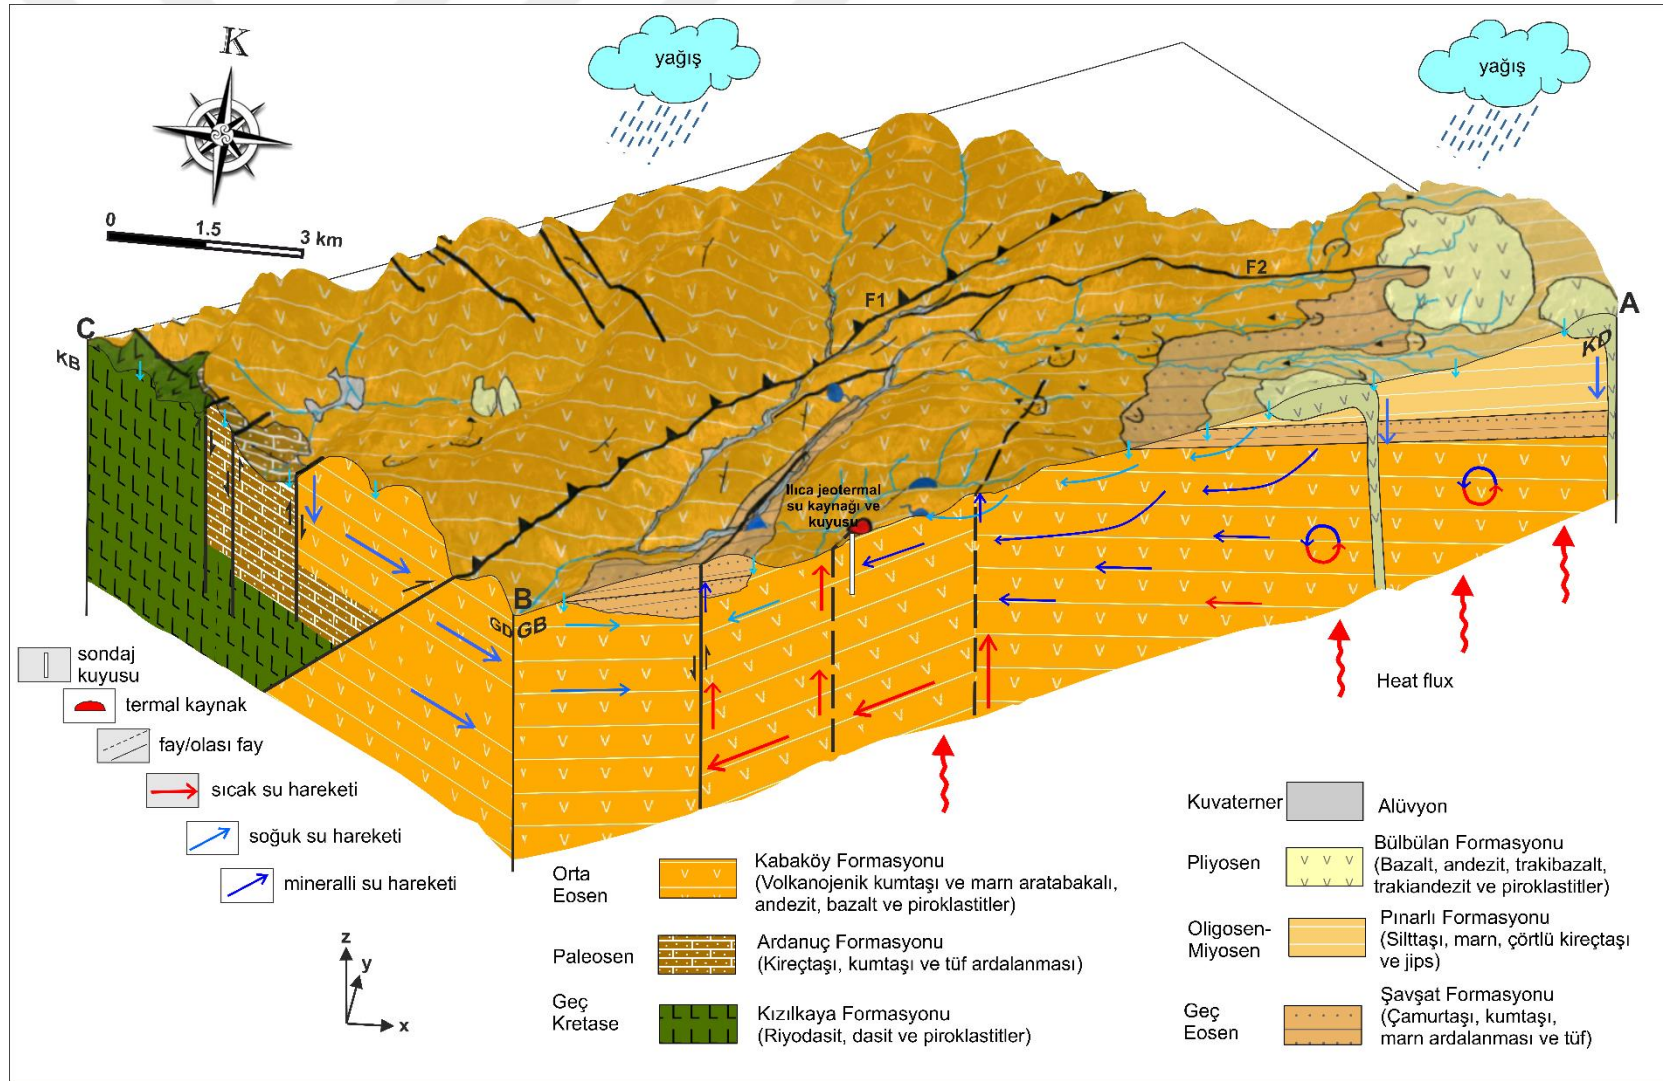 K
yağış
yağış
0 1.5 3 km
F2
F1
A
C
KB
KD
Ilıca jeotermal
su kaynağı ve
kuyusu
B
GD
GB
sondaj
kuyusu
termal kaynak
fay/olası fay
sıcak su hareketi
soğuk su hareketi
mineralli su hareketi
Heat flux
z
y
x
Orta
Eosen
Kabaköy Formasyonu
(Volkanojenik kumtaşı ve marn aratabakalı,
andezit, bazalt ve piroklastitler)
Paleosen
Ardanuç Formasyonu
(Kireçtaşı, kumtaşı ve tüf ardalanması)
Geç
Kretase
Kızılkaya Formasyonu
(Riyodasit, dasit ve piroklastitler)
Kuvaterner
Alüvyon
Pliyosen
Bülbülan Formasyonu
(Bazalt, andezit, trakibazalt,
trakiandezit ve piroklastitler)
Oligosen-
Miyosen
Pınarlı Formasyonu
(Silttaşı, marn, çörtlü kireçtaşı
ve jips)
Geç
Eosen
Şavşat Formasyonu
(Çamurtaşı, kumtaşı,
marn ardalanması ve tüf)